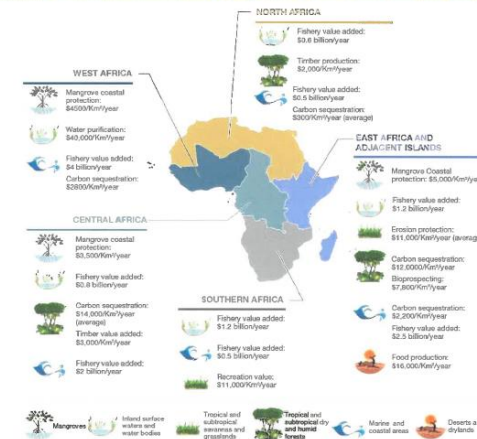 NORTH AFRICA
Fishery value added:
$0.6 billion/year
Timber production:
$2,000/Km²/year
Fishery value added:
$0.5 billion/year
Carbon sequestration:
$900/Km²/year (average)
WEST AFRICA
Mangrove coastal
protection:
$4500/Km²/year
Water purification:
$40,000/Km²/year
Fishery value added:
$4 billion/year
Carbon sequestration:
$2800/Km²/year
EAST AFRICA AND
ADJACENT ISLANDS
Mangrove Coastal
protection: $5,000/Km²/ye
Fishery value added:
$1.2 billion/year
Erosion protection:
$11,000/Km²/year (averag
Carbon sequestration:
$12,0000/Km²/year
Bioprospecting:
$7,800/Km²/year
Carbon sequestration:
$2,200/Km²/year
Fishery value added:
$2.5 billion/year
Food production:
$16,000/Km²/year
CENTRAL AFRICA
Mangrove coastal
protection:
$3,500/Km²/year
Fishery value added:
$0.8 billion/year
Carbon sequestration:
$14,000/Km²/year
(average)
Timber value added:
$3,000/Km²/year
Fishery value added:
$2 billion/year
SOUTHERN AFRICA
Fishery value added:
$1.2 billion/year
Fishery value added:
$0.5 billion/year
Recreation value:
$11,000/Km²/year
Mangroves
Inland surface
waters and
water bodies
Tropical and
subtropical
savannas and
grasslands
Tropical and
subtropical dry
and humid
forests
Marine and
coastal areas
Deserts a
drylands